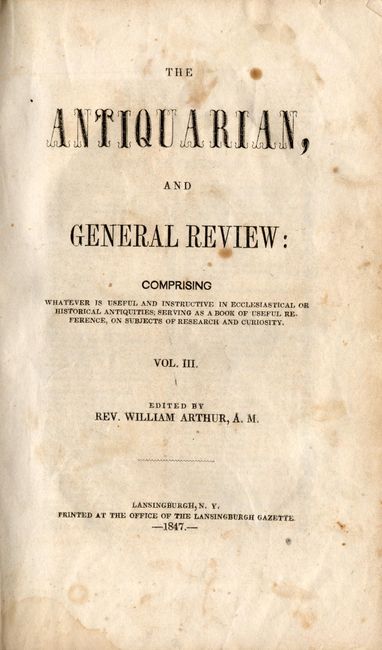 THE
ANTIQUARIAN,
AND
GENERAL REVIEW:
COMPRISING
WHATEVER IS USEFUL AND INSTRUCTIVE IN ECCLESIASTICAL OR
HISTORICAL ANTIQUITIES; SERVING AS A BOOK OF USEFUL RE-
FERENCE, ON SUBJECTS OF RESEARCH AND CURIOSITY.
VOL. III.
EDITED BY
REV. WILLIAM ARTHUR, A. M.
LANSINGBURGH, N. Y.
PRINTED AT THE OFFICE OF THE LANSINGBURGH GAZETTE.
—1847.—